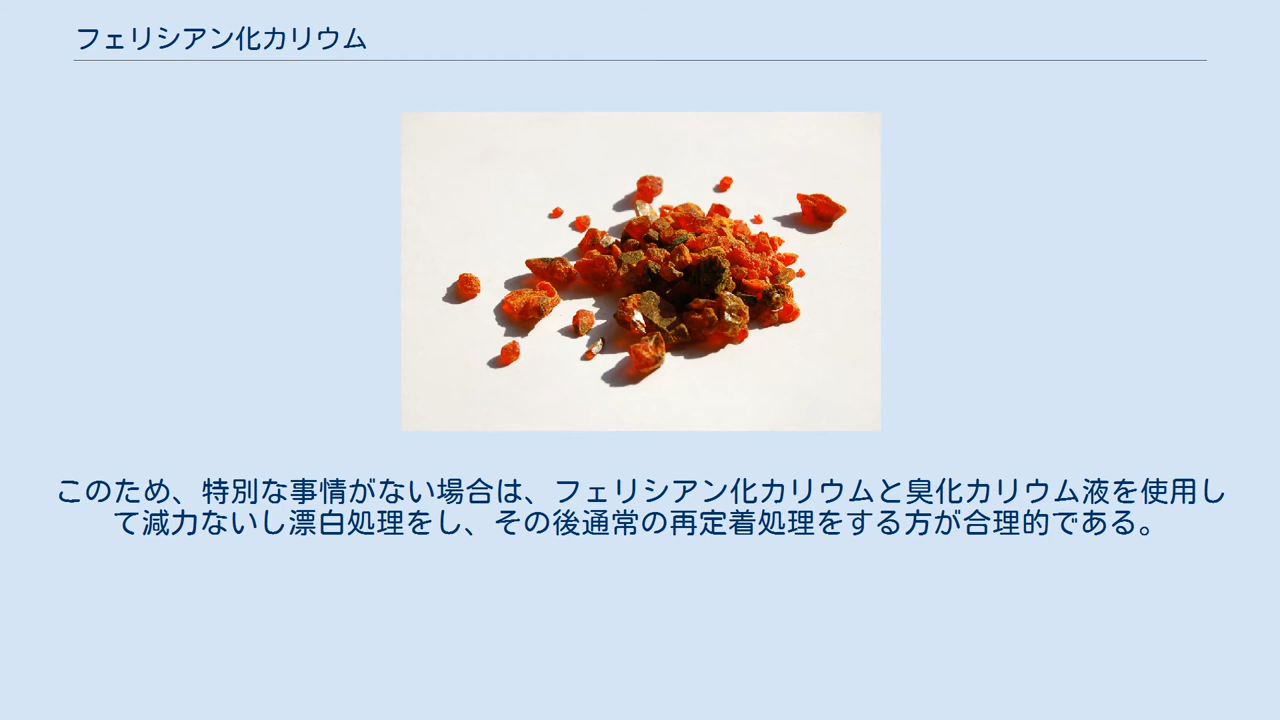 フェリシアン化カリウム
このため、特別な事情がない場合は、フェリシアン化カリウムと臭化カリウム液を使用し
て減力ないし漂白処理をし、その後通常の再定着処理をする方が合理的である。